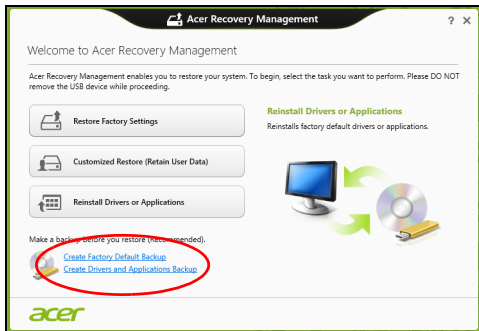 Acer Recovery Management
? ×
Welcome to Acer Recovery Management
Acer Recovery Management enables you to restore your system. To begin, select the task you want to perform. Please DO NOT
remove the USB device while proceeding.
Restore Factory Settings
Customized Restore (Retain User Data)
Reinstall Drivers or Applications
Reinstall Drivers or Applications
Reinstalls factory default drivers or applications.
Make a backup before you restore (Recommended).
Create Factory Default Backup
Create Drivers and Applications Backup
acer